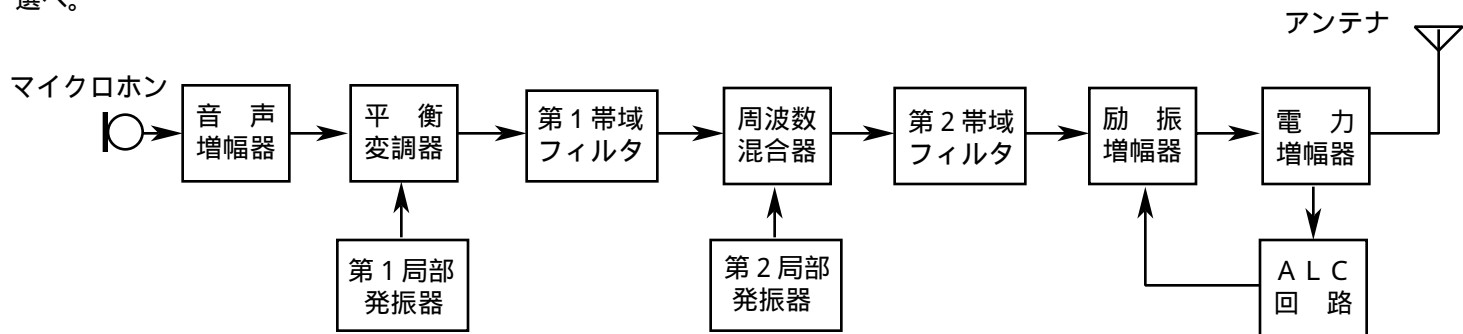 選べ。
アンテナ
マイクロホン
音　声
増幅器
平　衡
変調器
第1帯域
フィルタ
周波数
混合器
第2帯域
フィルタ
励　振
増幅器
電　力
増幅器
第1局部
発振器
第2局部
発振器
ＡＬＣ
回　路